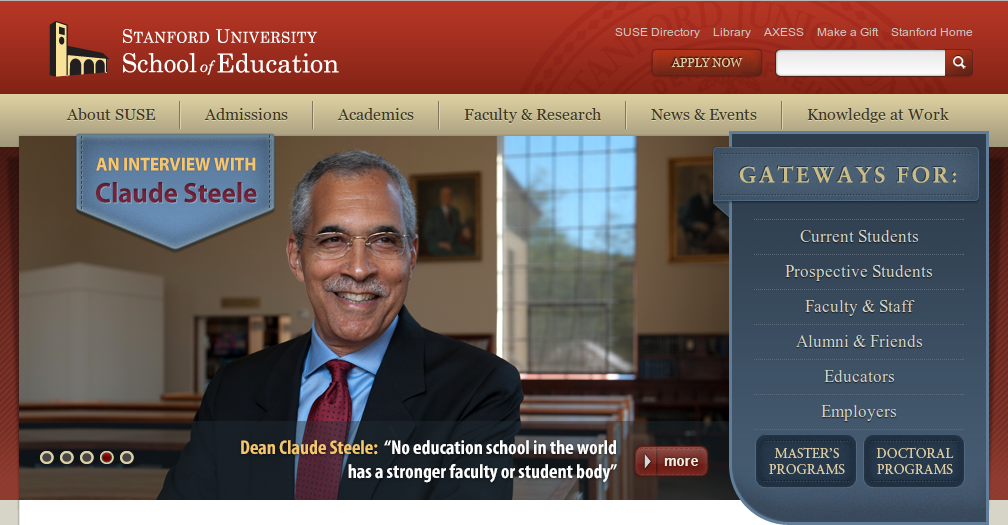 STANFORD UNIVERSITY
School of Education
SUSE Directory
Library
AXESS
Make a Gift
Stanford Home
APPLY NOW
About SUSE
Admissions
Academics
Faculty & Research
News & Events
Knowledge at Work
AN INTERVIEW WITH
Claude Steele
GATEWAYS FOR:
Current Students
Prospective Students
Faculty & Staff
Alumni & Friends
Educators
Employers
MASTER'S
PROGRAMS
DOCTORAL
PROGRAMS
Dean Claude Steele: “No education school in the world
has a stronger faculty or student body”
more